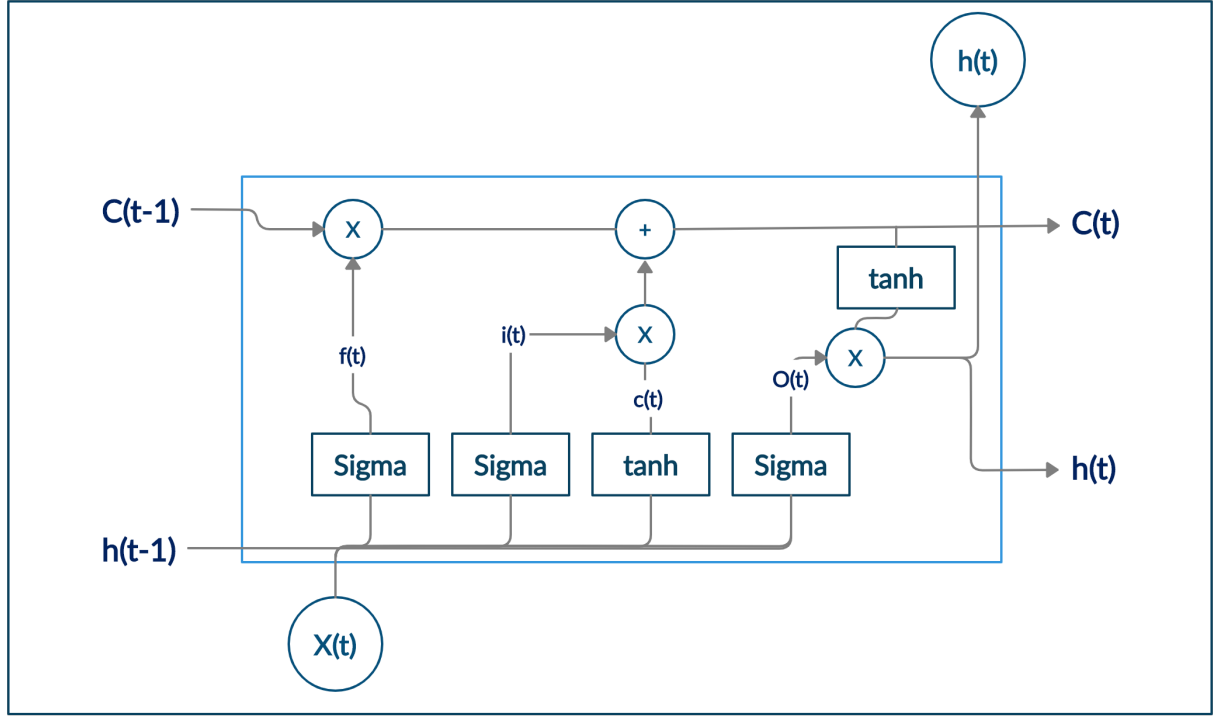 h(t)
C(t-1)
X
+
C(t)
tanh
i(t)
X
f(t)
X
O(t)
c(t)
Sigma
Sigma
tanh
Sigma
h(t)
h(t-1)
X(t)